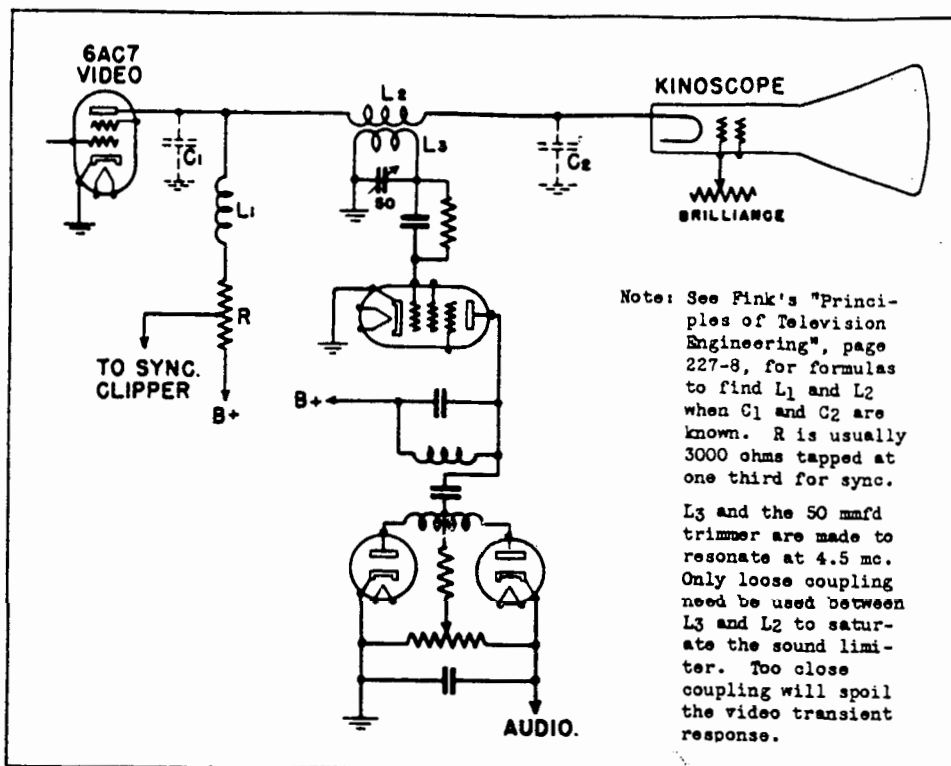 6AC7
VIDEO
L2
KINOSCOPE
C1
L3
C2
50
L1
BRILLIANCE
R
TO SYNC.
CLIPPER
B+
B+
Note: See Fink's "Princi-
ples of Television
Engineering", page
227-8, for formulas
to find L1 and L2
when C1 and C2 are
known. R is usually
3000 ohms tapped at
one third for sync.
L3 and the 50 mmfd
trimmer are made to
resonate at 4.5 mc.
Only loose coupling
need be used between
L3 and L2 to satur-
ate the sound limi-
ter. Too close
coupling will spoil
the video transient
response.
AUDIO.